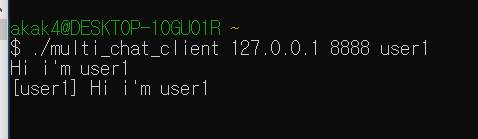 akak4@DESKTOP-10GU01R ~
$ ./multi_chat_client 127.0.0.1 8888 user1
Hi i'm user1
[user1] Hi i'm user1